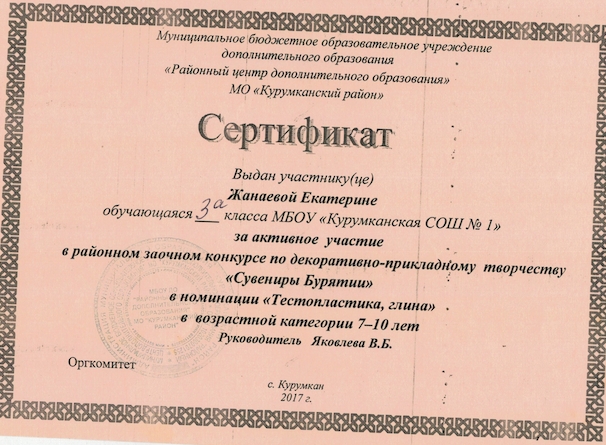 Муниципальное бюджетное образовательное учреждение
дополнительного образования
«Районный центр дополнительного образования»
МО «Курумканский район»
Сертификат
Выдан участнику(це)
Жанаевой Екатерине
обучающаяся 3а класса МБОУ «Курумканская СОШ № 1»
за активное участие
в районном заочном конкурсе по декоративно-прикладному творчеству
«Сувениры Бурятии»
в номинации «Тестопластика, глина»
в возрастной категории 7–10 лет
Руководитель Яковлева В.Б.
Оргкомитет
с. Курумкан
2017 г.